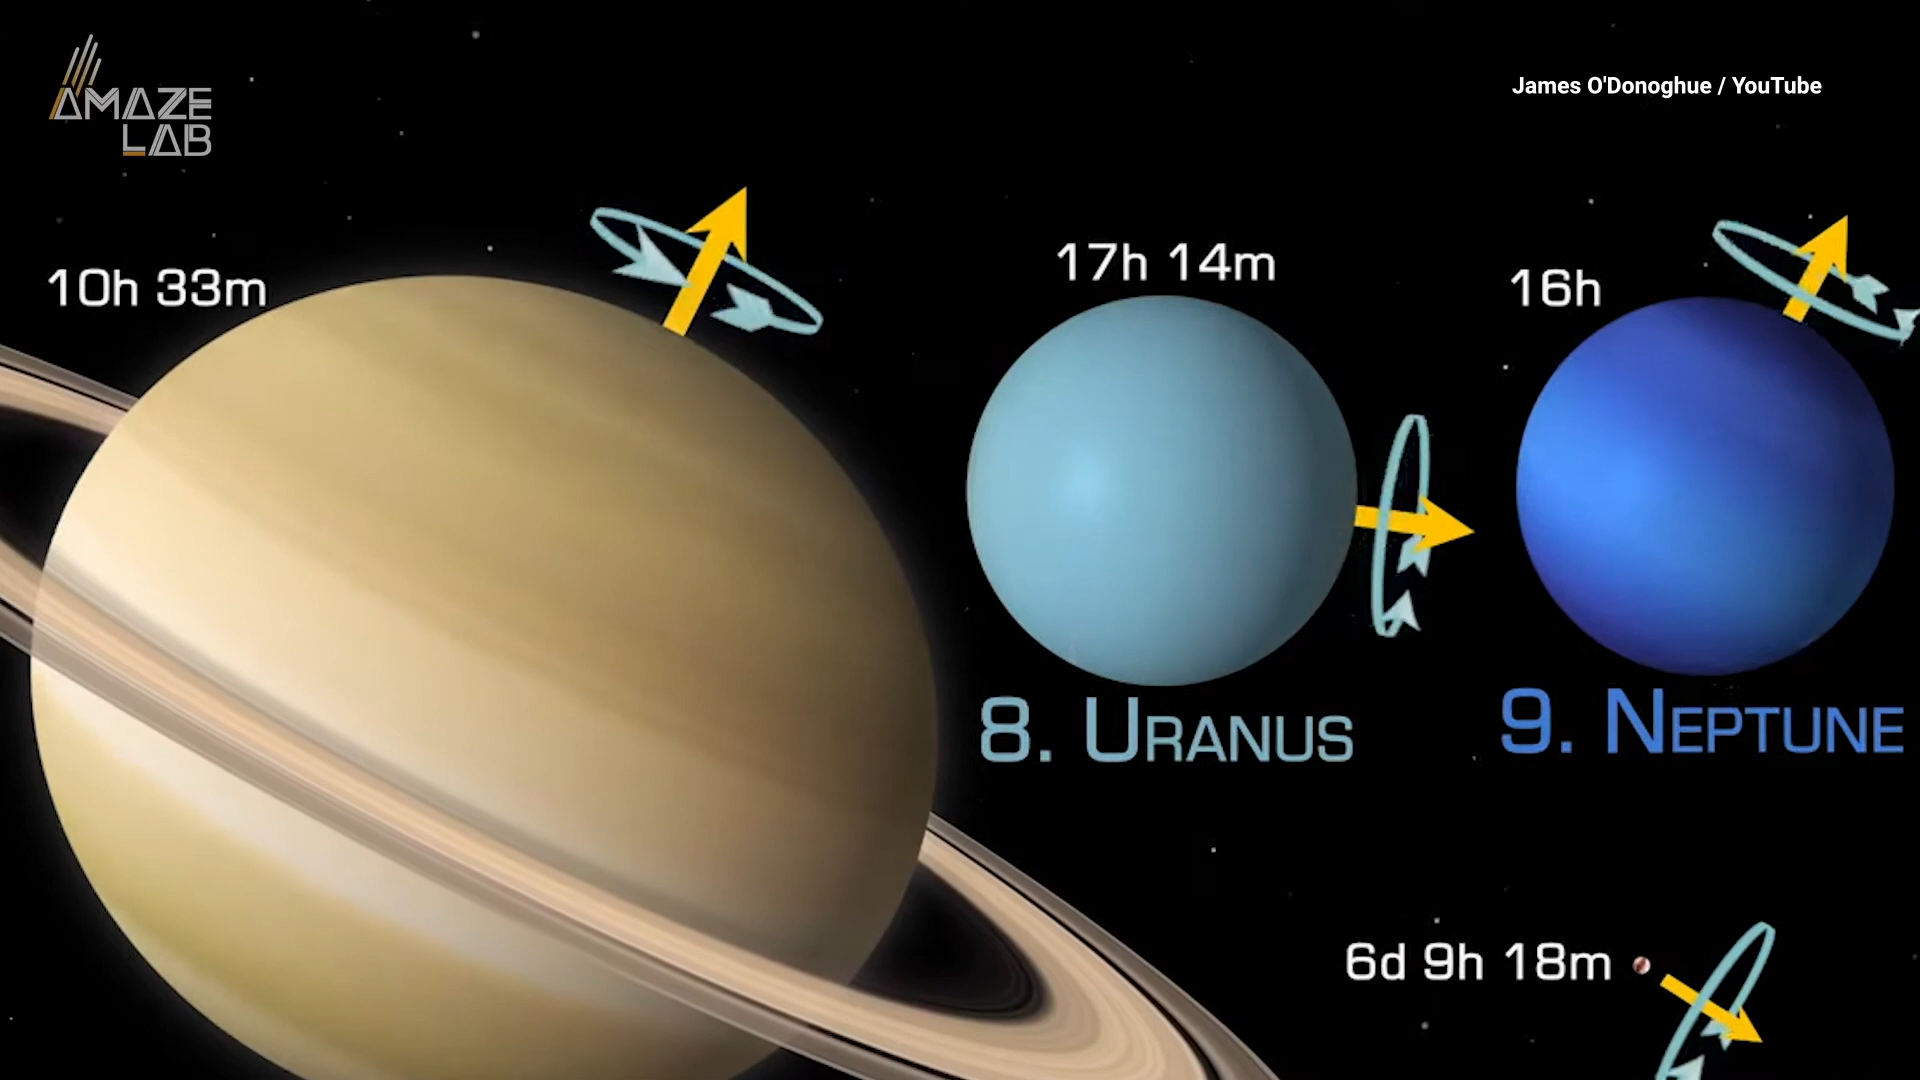 AMAZE
LAB
James O'Donoghue / YouTube
10h 33m
17h 14m
16h
8. URANUS
9. NEPTUNE
6d 9h 18m